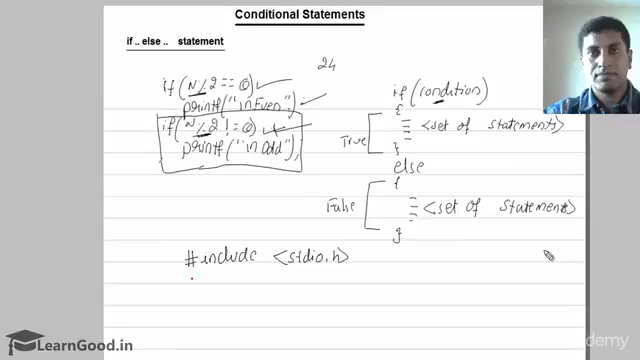 Conditional Statements
if .. else .. statement
24
if (N%2 == 0)
printf("\nEven");
if (N%2 != 0)
printf("\nOdd");
if (condition)
{
True
<set of statements>
}
else
{
False
<set of statements>
}
#include <stdio.h>
LearnGood.in
demy